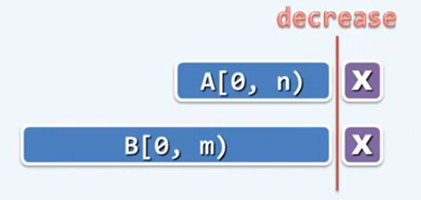 decrease
A[0, n) X
B[0, m) X